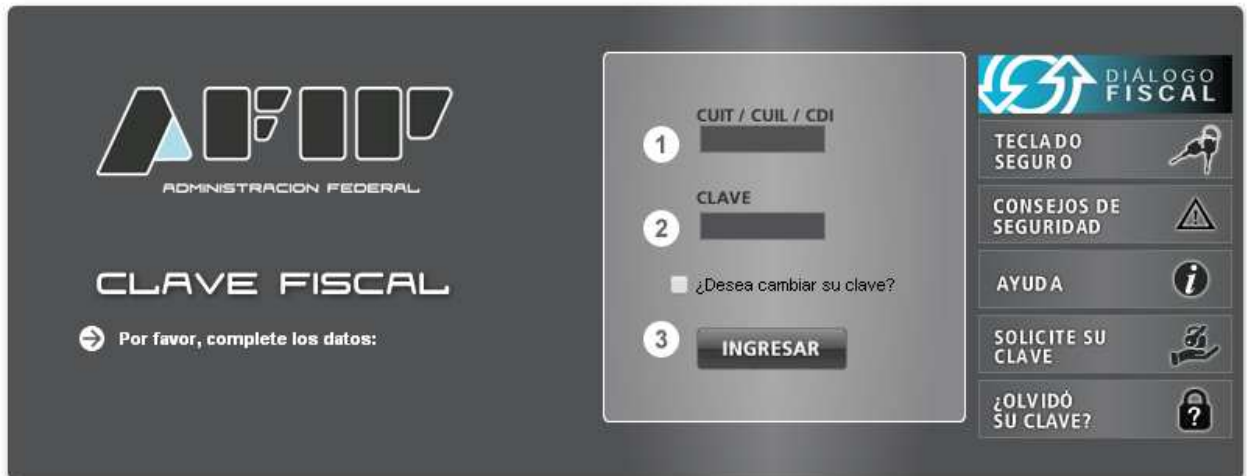 AFIP
ADMINISTRACION FEDERAL
CLAVE FISCAL
Por favor, complete los datos:
1
CUIT / CUIL / CDI
2
CLAVE
¿Desea cambiar su clave?
3
INGRESAR
DIÁLOGO
FISCAL
TECLADO
SEGURO
CONSEJOS DE
SEGURIDAD
AYUDA
i
SOLICITE SU
CLAVE
¿OLVIDÓ
SU CLAVE?
?